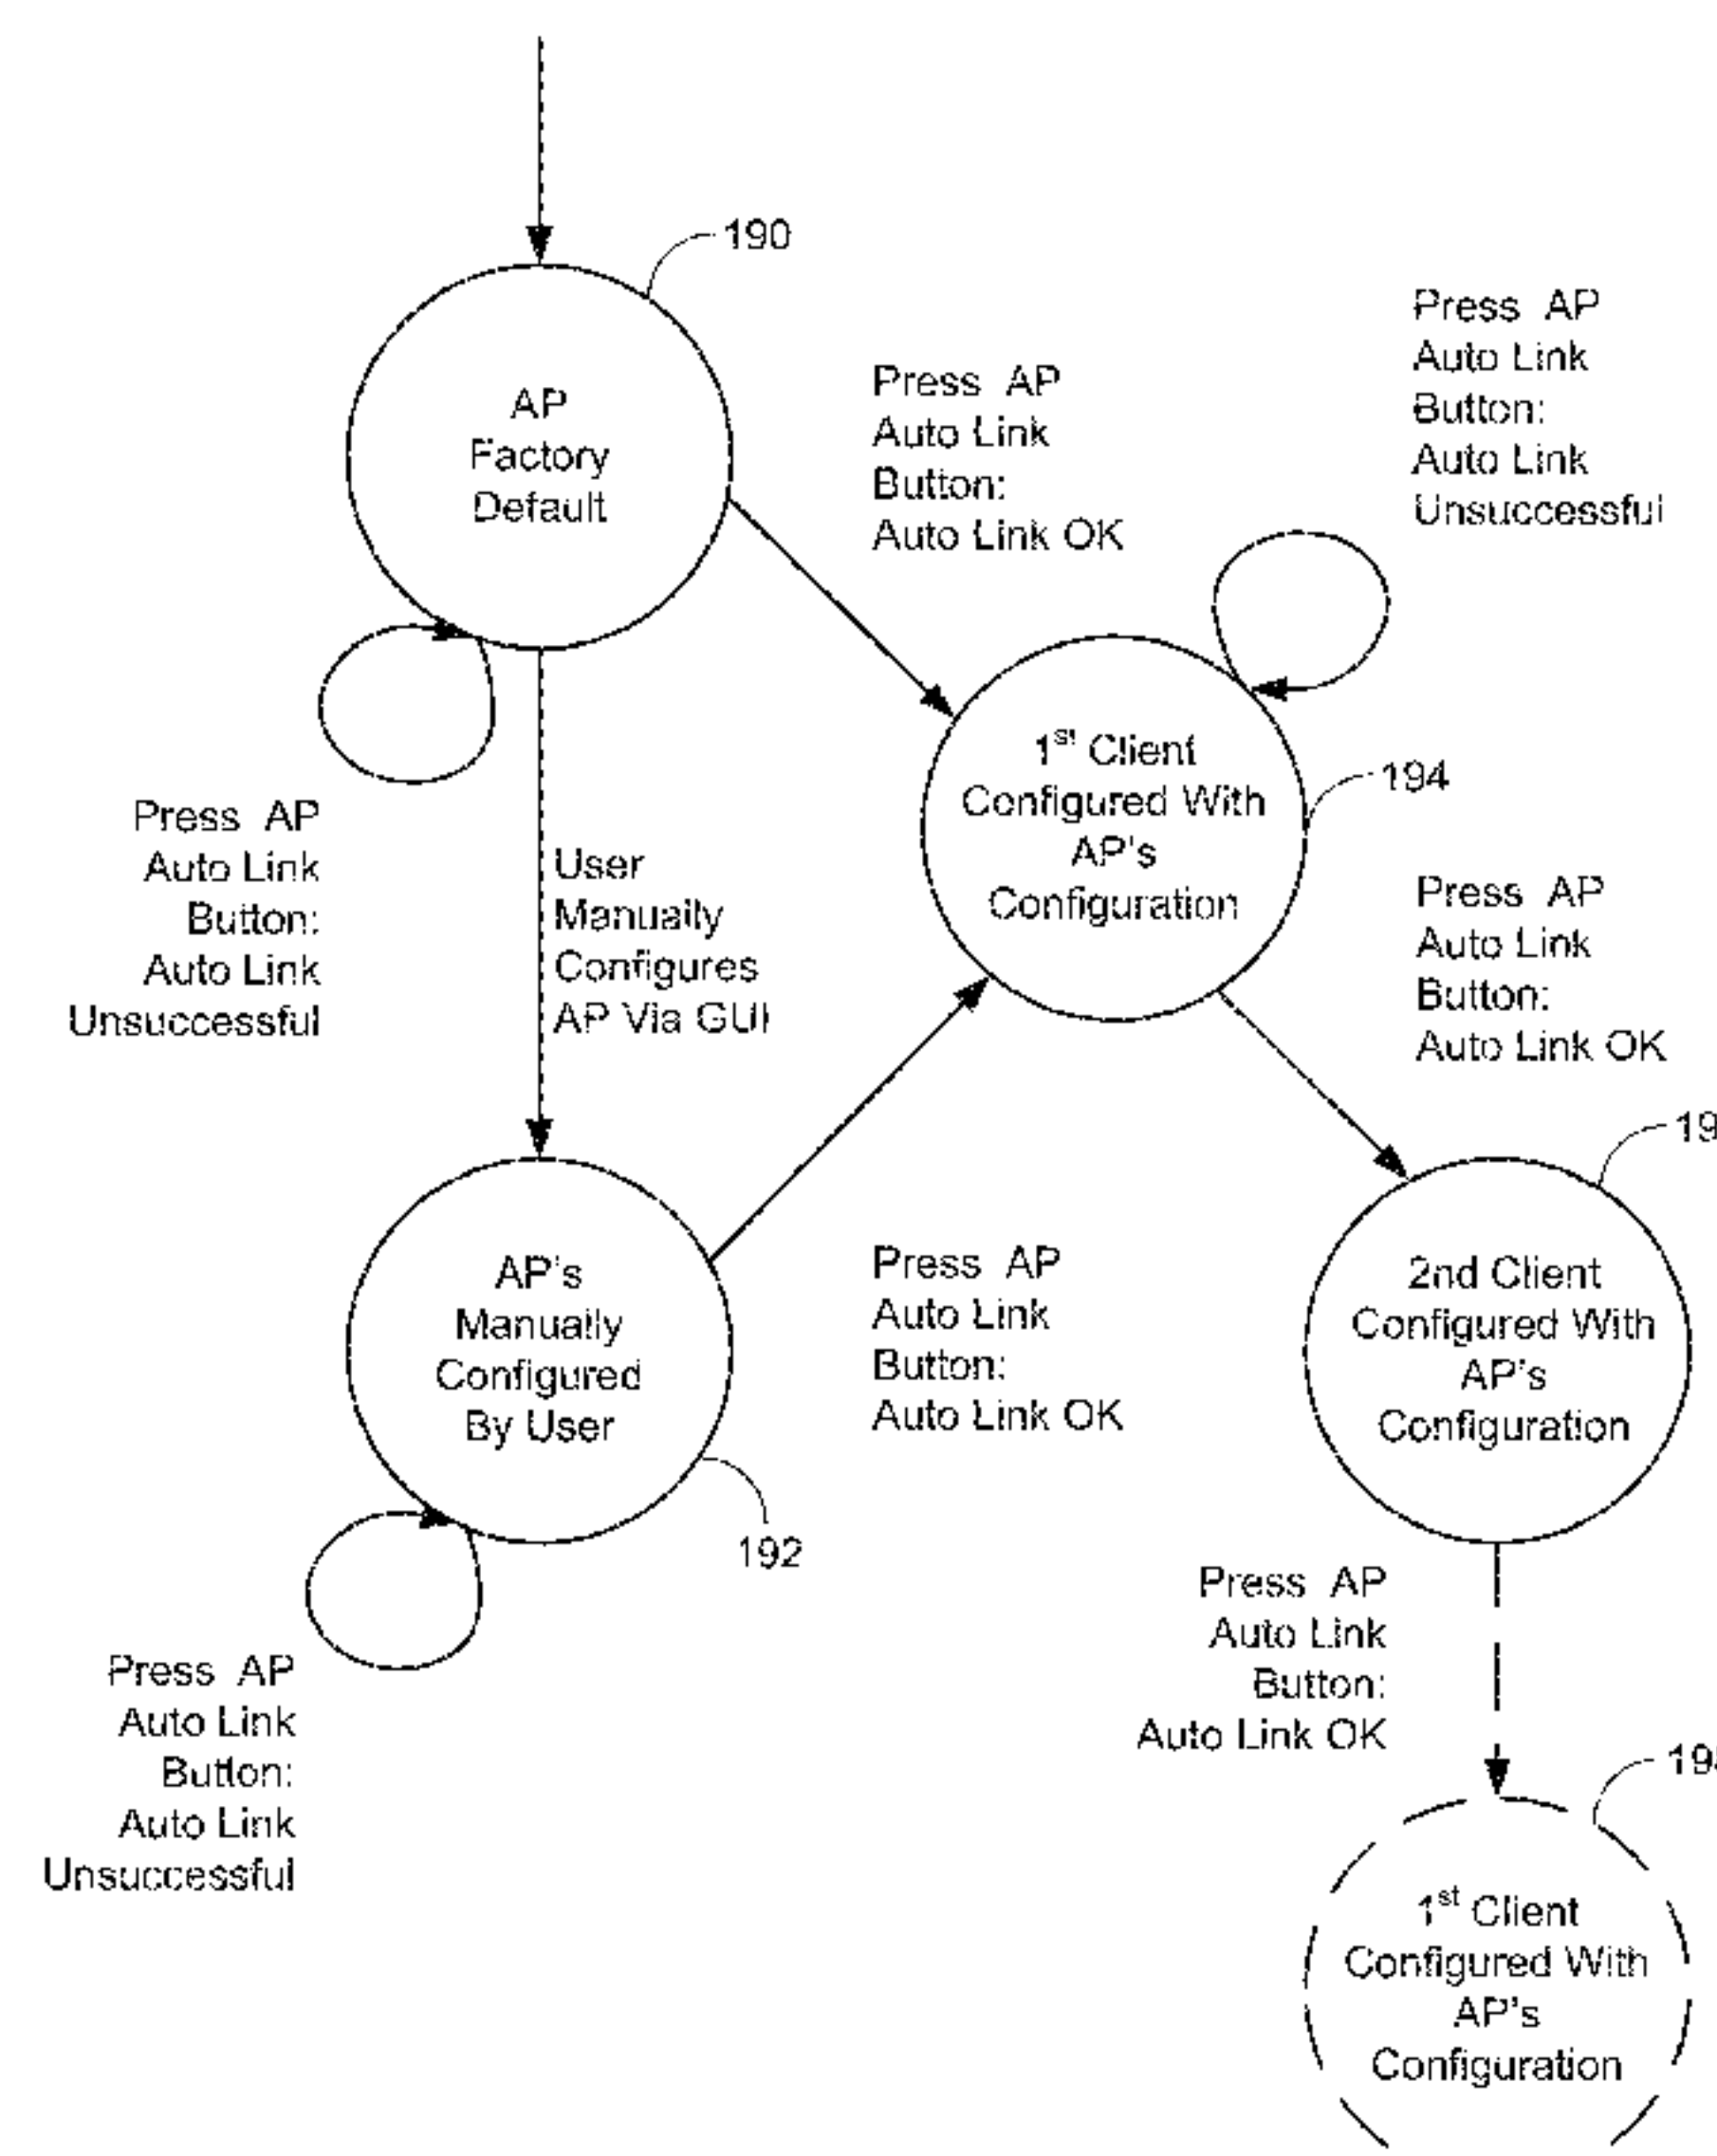 190
AP
Factory
Default
Press AP
Auto Link
Button:
Auto Link OK
Press AP
Auto Link
Button:
Auto Link
Unsuccessful
1st Client
Configured With
AP's
Configuration
194
Press AP
Auto Link
Button:
Auto Link
Unsuccessful
User
Manually
Configures
AP Via GUI
Press AP
Auto Link
Button:
Auto Link OK
AP's
Manually
Configured
By User
192
Press AP
Auto Link
Button:
Auto Link OK
2nd Client
Configured With
AP's
Configuration
Press AP
Auto Link
Button:
Auto Link
Unsuccessful
Press AP
Auto Link
Button:
Auto Link OK
1st Client
Configured With
AP's
Configuration